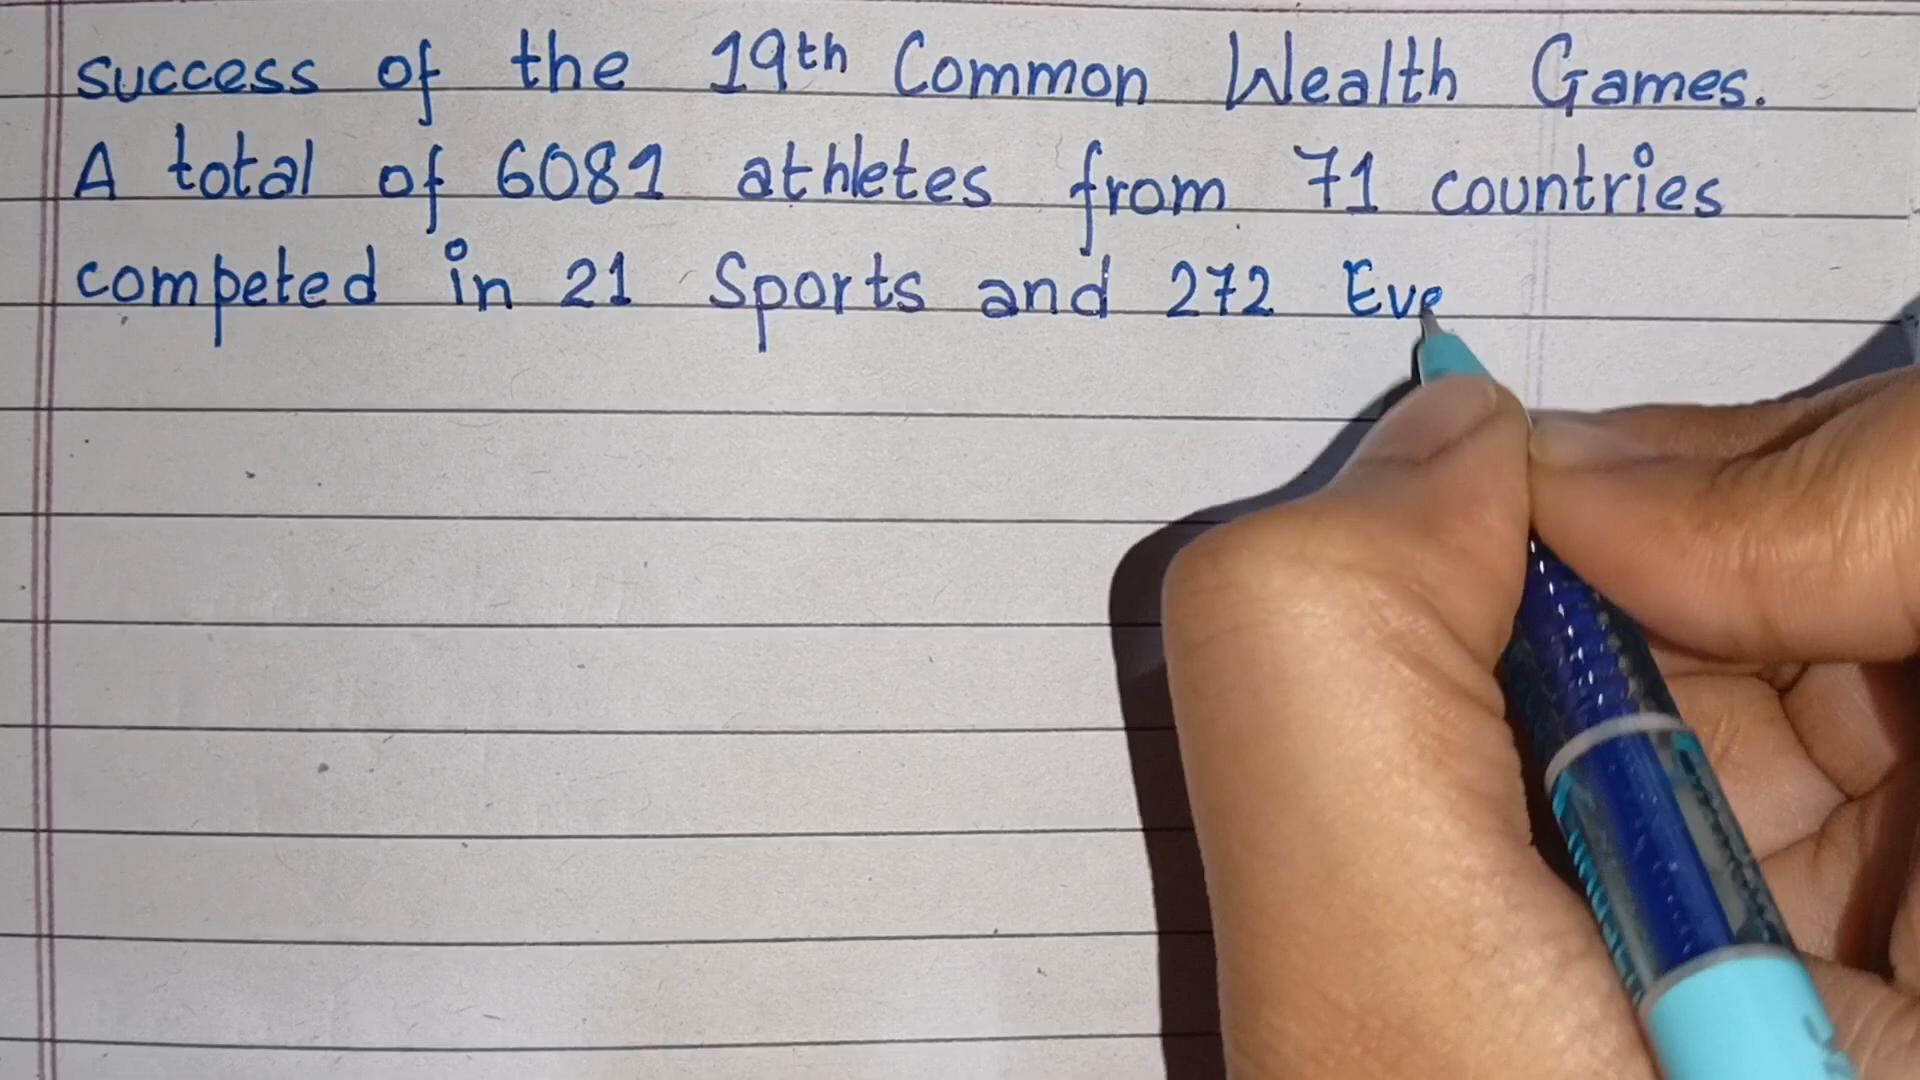 success of the 19th Common Wealth Games.
A total of 6081 athletes from 71 countries
competed in 21 Sports and 272 Eve